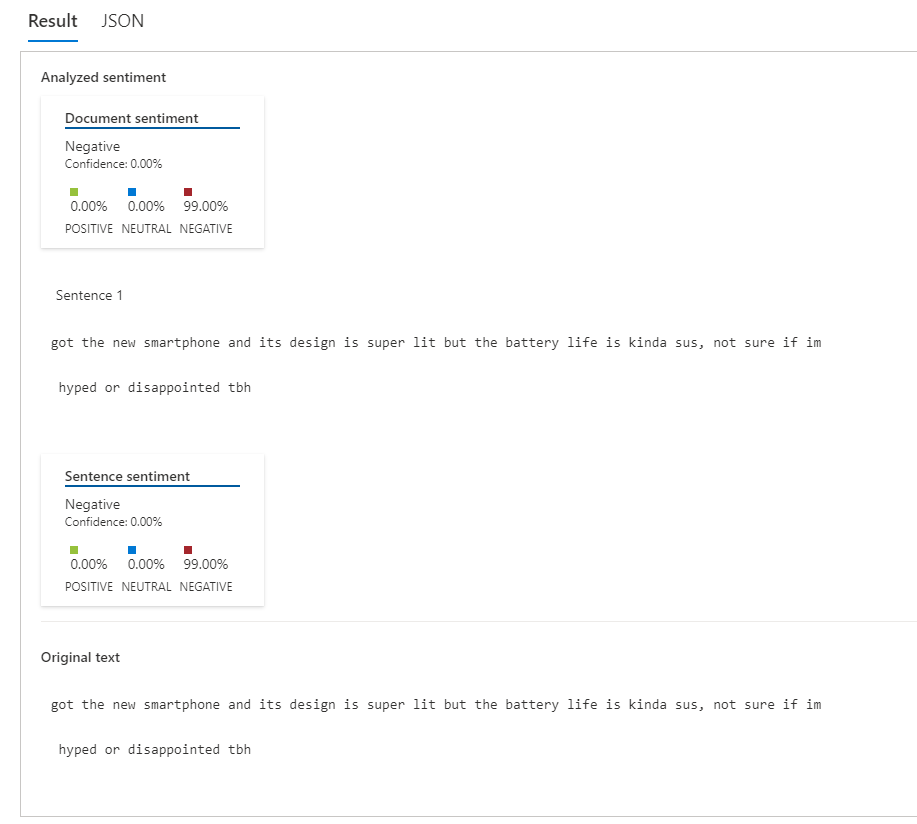 Result JSON
Analyzed sentiment
Document sentiment
Negative
Confidence: 0.00%
0.00% 0.00% 99.00%
POSITIVE NEUTRAL NEGATIVE
Sentence 1
got the new smartphone and its design is super lit but the battery life is kinda sus, not sure if im
hyped or disappointed tbh
Sentence sentiment
Negative
Confidence: 0.00%
0.00% 0.00% 99.00%
POSITIVE NEUTRAL NEGATIVE
Original text
got the new smartphone and its design is super lit but the battery life is kinda sus, not sure if im
hyped or disappointed tbh